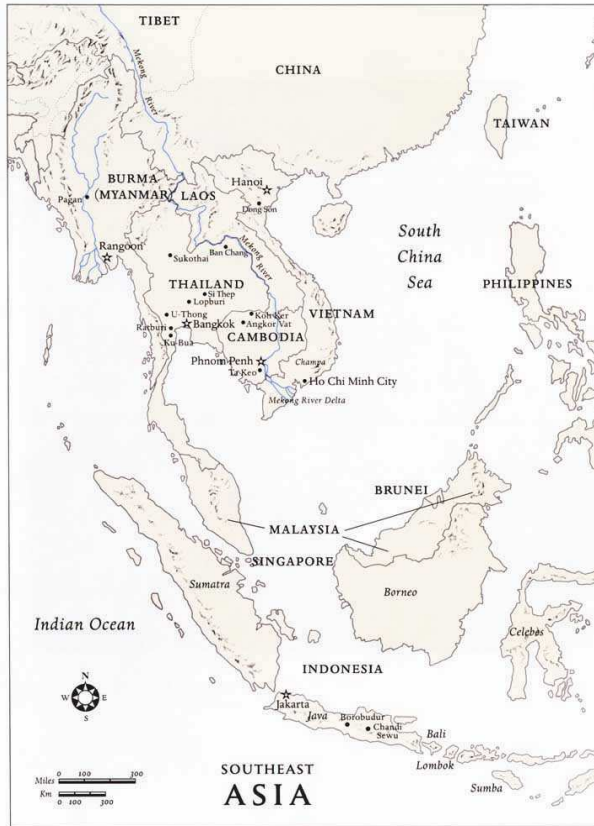 TIBET
Mekong River
CHINA
TAIWAN
BURMA
(MYANMAR)
LAOS
Hanoi
Pagan
Dong Son
South
China
Sea
Rangoon
Sukothai
Ban Chang
Mekong
River
PHILIPPINES
THAILAND
Si Thep
Lopburi
U-Thong
Koh Ker
VIETNAM
Ratburi
Bangkok
Angkor Vat
Ku Bua
CAMBODIA
Phnom Penh
Champa
Ta Keo
Ho Chi Minh City
Mekong River Delta
BRUNEI
MALAYSIA
SINGAPORE
Sumatra
Borneo
Indian Ocean
Celebes
INDONESIA
N
W E
S
Jakarta
Java
Borobudur
Chandi
Sewu
Bali
Lombok
Sumba
SOUTHEAST
ASIA
0 100 300
Miles
Km
0 100 300